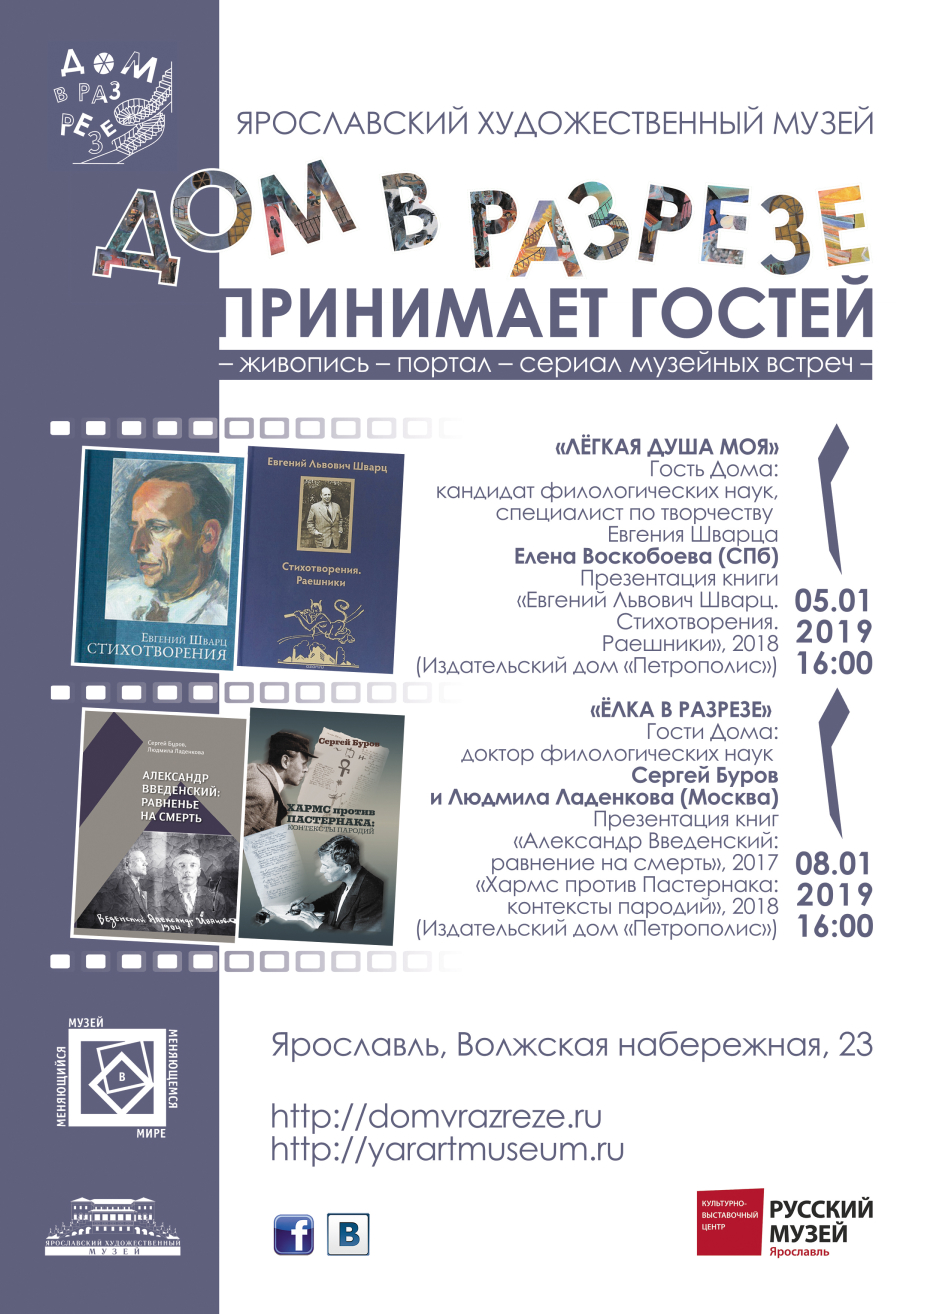 ДОМ
В РАЗ
РЕЗЕ
ЯРОСЛАВСКИЙ ХУДОЖЕСТВЕННЫЙ МУЗЕЙ
ДОМ В РАЗРЕЗЕ
ПРИНИМАЕТ ГОСТЕЙ
– живопись – портал – сериал музейных встреч –
Евгений Шварц
СТИХОТВОРЕНИЯ
Евгений Львович Шварц
Стихотворения.
Раешники
«ЛЁГКАЯ ДУША МОЯ»
Гость Дома:
кандидат филологических наук,
специалист по творчеству
Евгения Шварца
Елена Воскобоева (СПб)
Презентация книги
«Евгений Львович Шварц.
Стихотворения.
Раешники», 2018
(Издательский дом «Петрополис»)
05.01
2019
16:00
Сергей Буров,
Людмила Ладенкова
АЛЕКСАНДР
ВВЕДЕНСКИЙ:
РАВНЕНЬЕ
НА СМЕРТЬ
Веденский Александр Иванов
1904
Сергей Буров
ХАРМС против
ПАСТЕРНАКА:
КОНТЕКСТЫ ПАРОДИЙ
«ЁЛКА В РАЗРЕЗЕ»
Гости Дома:
доктор филологических наук
Сергей Буров
и Людмила Ладенкова (Москва)
Презентация книг
«Александр Введенский:
равнение на смерть», 2017
«Хармс против Пастернака:
контексты пародий», 2018
(Издательский дом «Петрополис»)
08.01
2019
16:00
МУЗЕЙ
МЕНЯЮЩИЙСЯ
В
МЕНЯЮЩЕМСЯ
МИРЕ
Ярославль, Волжская набережная, 23
http://domvrazreze.ru
http://yarartmuseum.ru
ЯРОСЛАВСКИЙ ХУДОЖЕСТВЕННЫЙ
МУЗЕЙ
f
В
КУЛЬТУРНО-
ВЫСТАВОЧНЫЙ
ЦЕНТР
РУССКИЙ
МУЗЕЙ
Ярославль